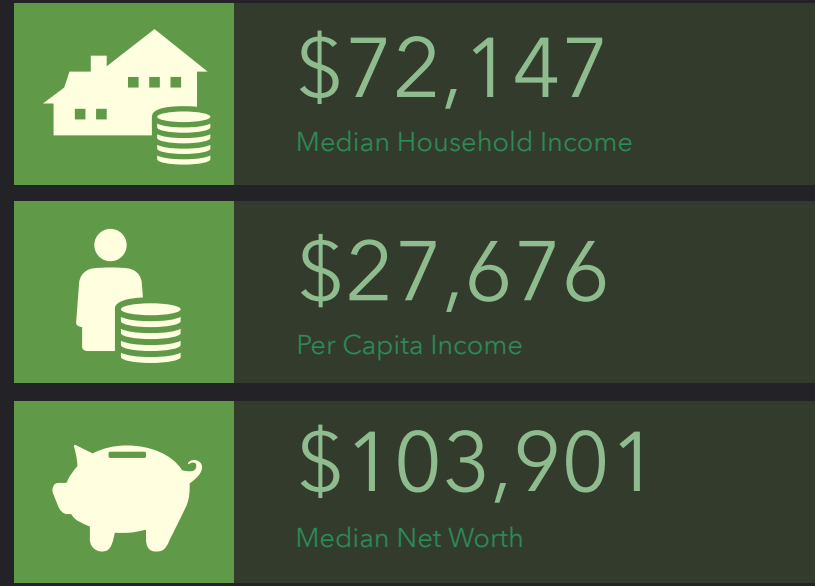 $72,147
Median Household Income
$27,676
Per Capita Income
$103,901
Median Net Worth